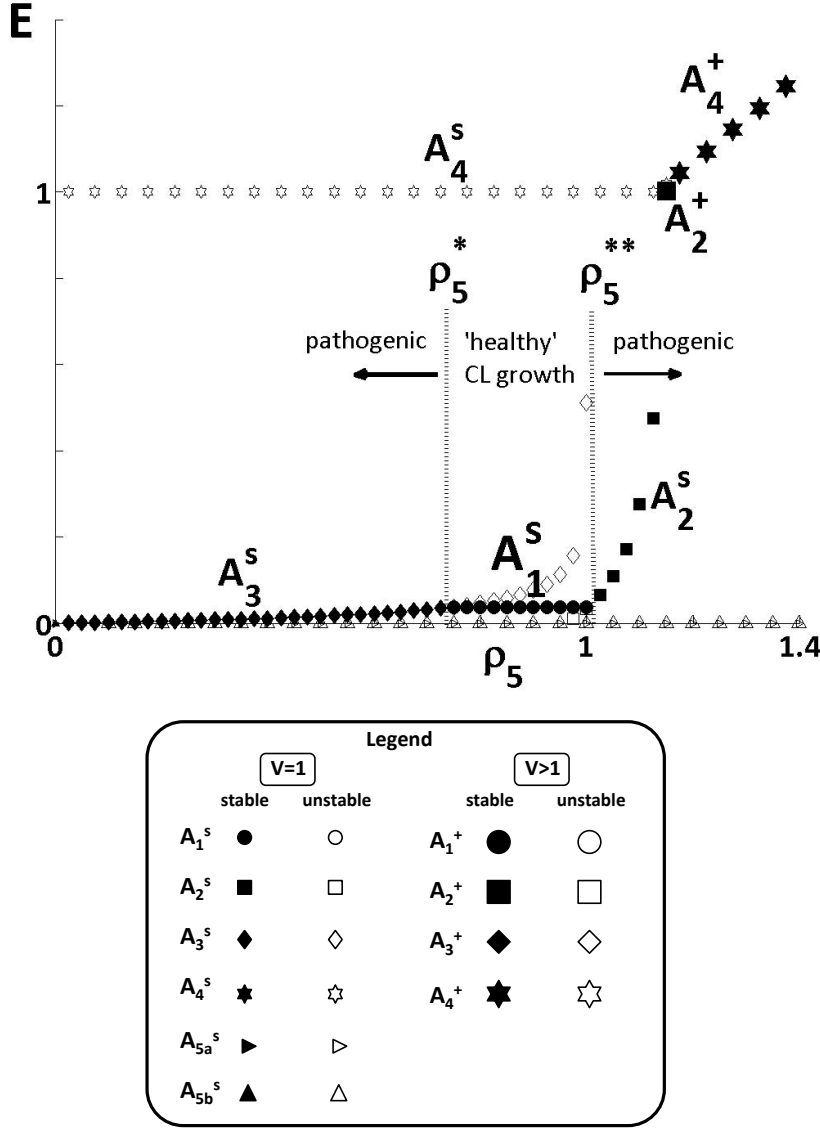 E
A₄⁺
A₄ˢ
1
A₂⁺
ρ₅* ρ₅**
pathogenic 'healthy' pathogenic
CL growth
A₂ˢ
A₃ˢ A₁ˢ
0
0 ρ₅ 1 1.4
Legend
V=1 V>1
stable unstable stable unstable
A₁ˢ A₁⁺
A₂ˢ A₂⁺
A₃ˢ A₃⁺
A₄ˢ A₄⁺
A₅ₐˢ
A₅bˢ